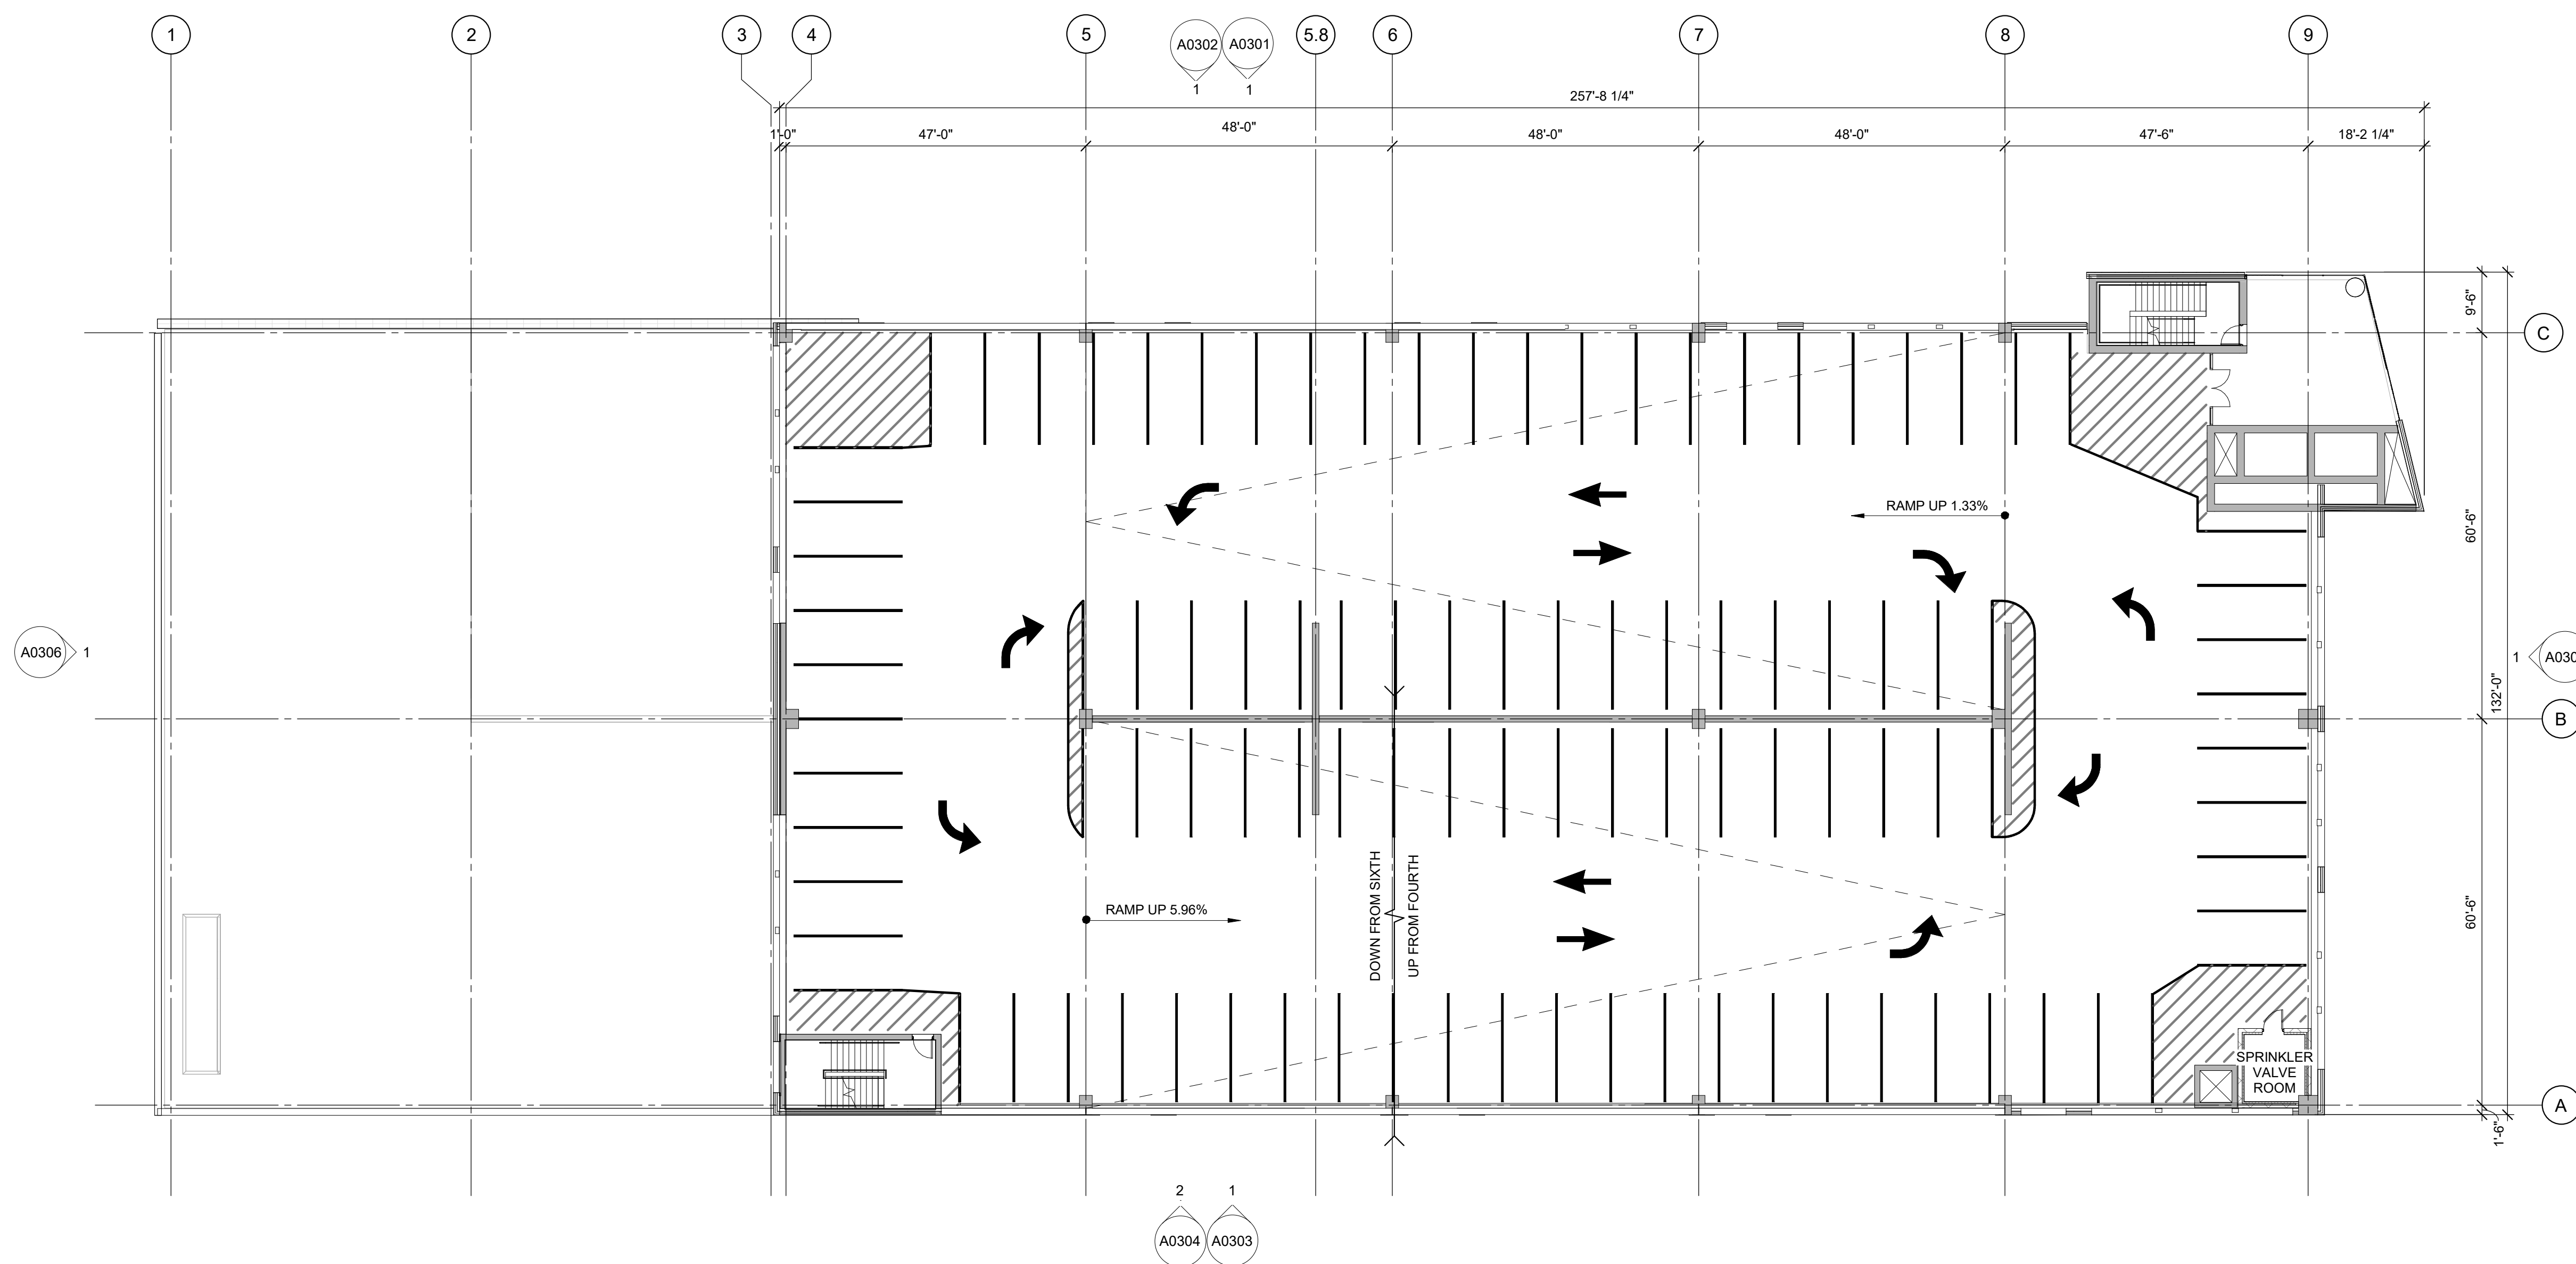 1
2
3
4
5
5.8
6
7
8
9
A0302
A0301
1
1
257'-8 1/4"
1'-0"
47'-0"
48'-0"
48'-0"
48'-0"
47'-6"
18'-2 1/4"
9'-6"
C
RAMP UP 1.33%
60'-6"
A0306
1
1
A030
132'-0"
B
DOWN FROM SIXTH
UP FROM FOURTH
RAMP UP 5.96%
60'-6"
SPRINKLER
VALVE
ROOM
A
1'-6"
2
1
A0304
A0303